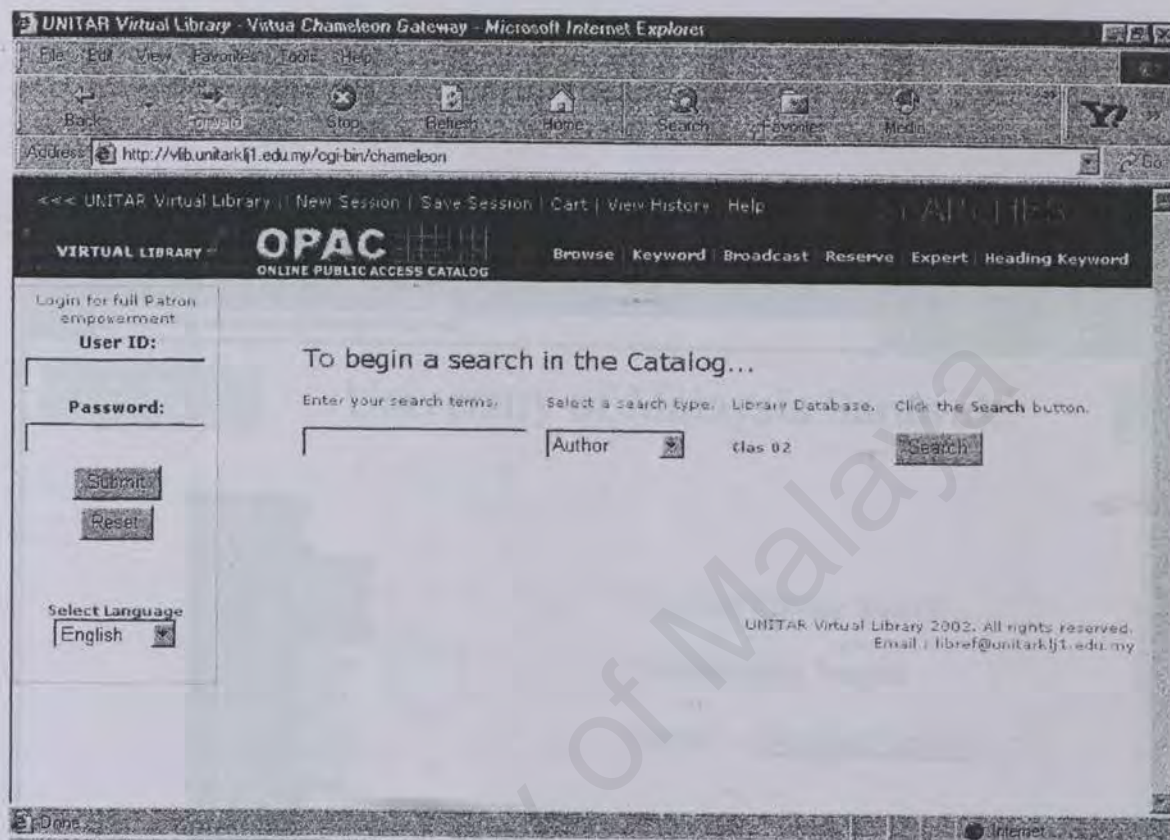 UNITAR Virtual Library - Virtua Chameleon Gateway - Microsoft Internet Explorer
File Edit View Favorites Tools Help
Back Forward Stop Refresh Home Search Favorites Media
Address http://vlib.unitarklj1.edu.my/cgi-bin/chameleon Go
<<< UNITAR Virtual Library | New Session | Save Session | Cart | View History Help
VIRTUAL LIBRARY OPAC Browse Keyword Broadcast Reserve Expert Heading Keyword
ONLINE PUBLIC ACCESS CATALOG
Login for full Patron
empowerment
User ID:
Password:
Submit
Reset
Select Language
English
To begin a search in the Catalog...
Enter your search terms. Select a search type. Library Database. Click the Search button.
Author Clas 02 Search
UNITAR Virtual Library 2002. All rights reserved.
Email : libref@unitarklj1.edu.my
Done Internet
of Malaya